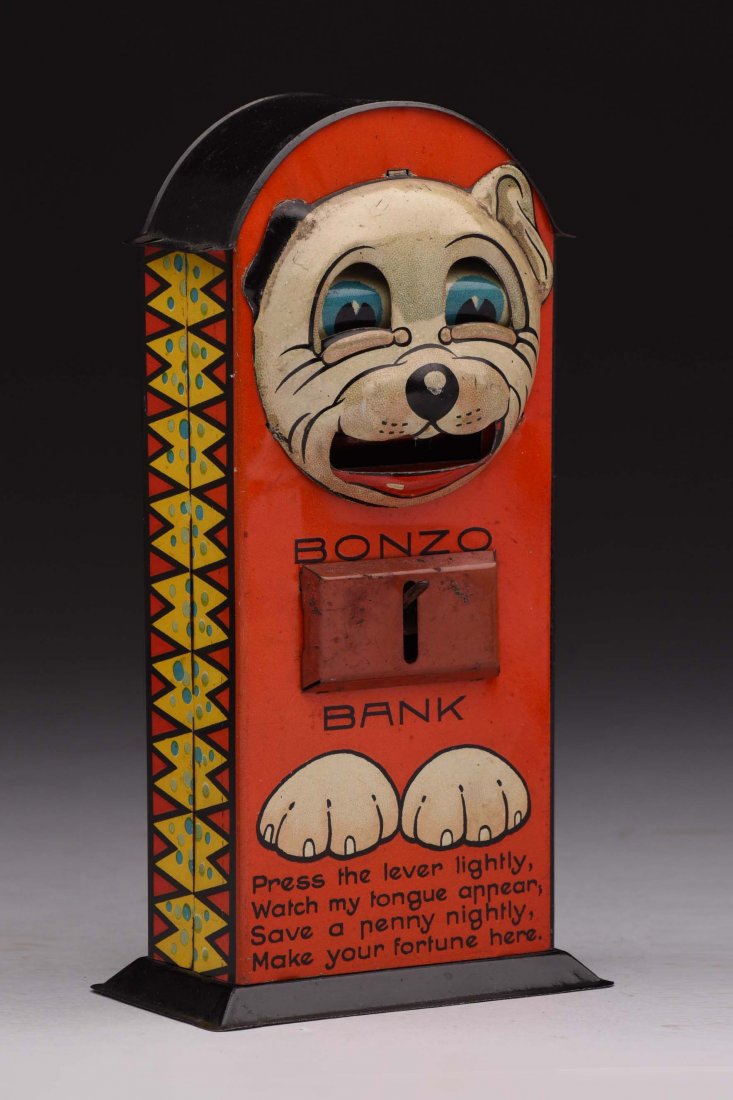 BONZO
BANK
Press the lever lightly,
Watch my tongue appear,
Save a penny nightly,
Make your fortune here.